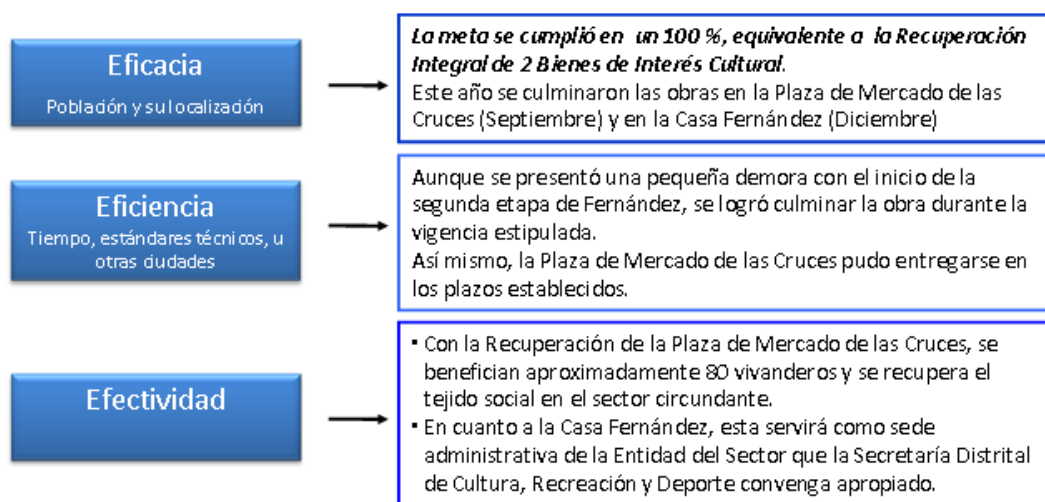 Eficacia
Población y su localización
La meta se cumplió en un 100 %, equivalente a la Recuperación
Integral de 2 Bienes de Interés Cultural.
Este año se culminaron las obras en la Plaza de Mercado de las
Cruces (Septiembre) y en la Casa Fernández (Diciembre)
Eficiencia
Tiempo, estándares técnicos, u
otras ciudades
Aunque se presentó una pequeña demora con el inicio de la
segunda etapa de Fernández, se logró culminar la obra durante la
vigencia estipulada.
Así mismo, la Plaza de Mercado de las Cruces pudo entregarse en
los plazos establecidos.
Efectividad
▪ Con la Recuperación de la Plaza de Mercado de las Cruces, se
benefician aproximadamente 80 vivanderos y se recupera el
tejido social en el sector circundante.
▪ En cuanto a la Casa Fernández, esta servirá como sede
administrativa de la Entidad del Sector que la Secretaría Distrital
de Cultura, Recreación y Deporte convenga apropiado.